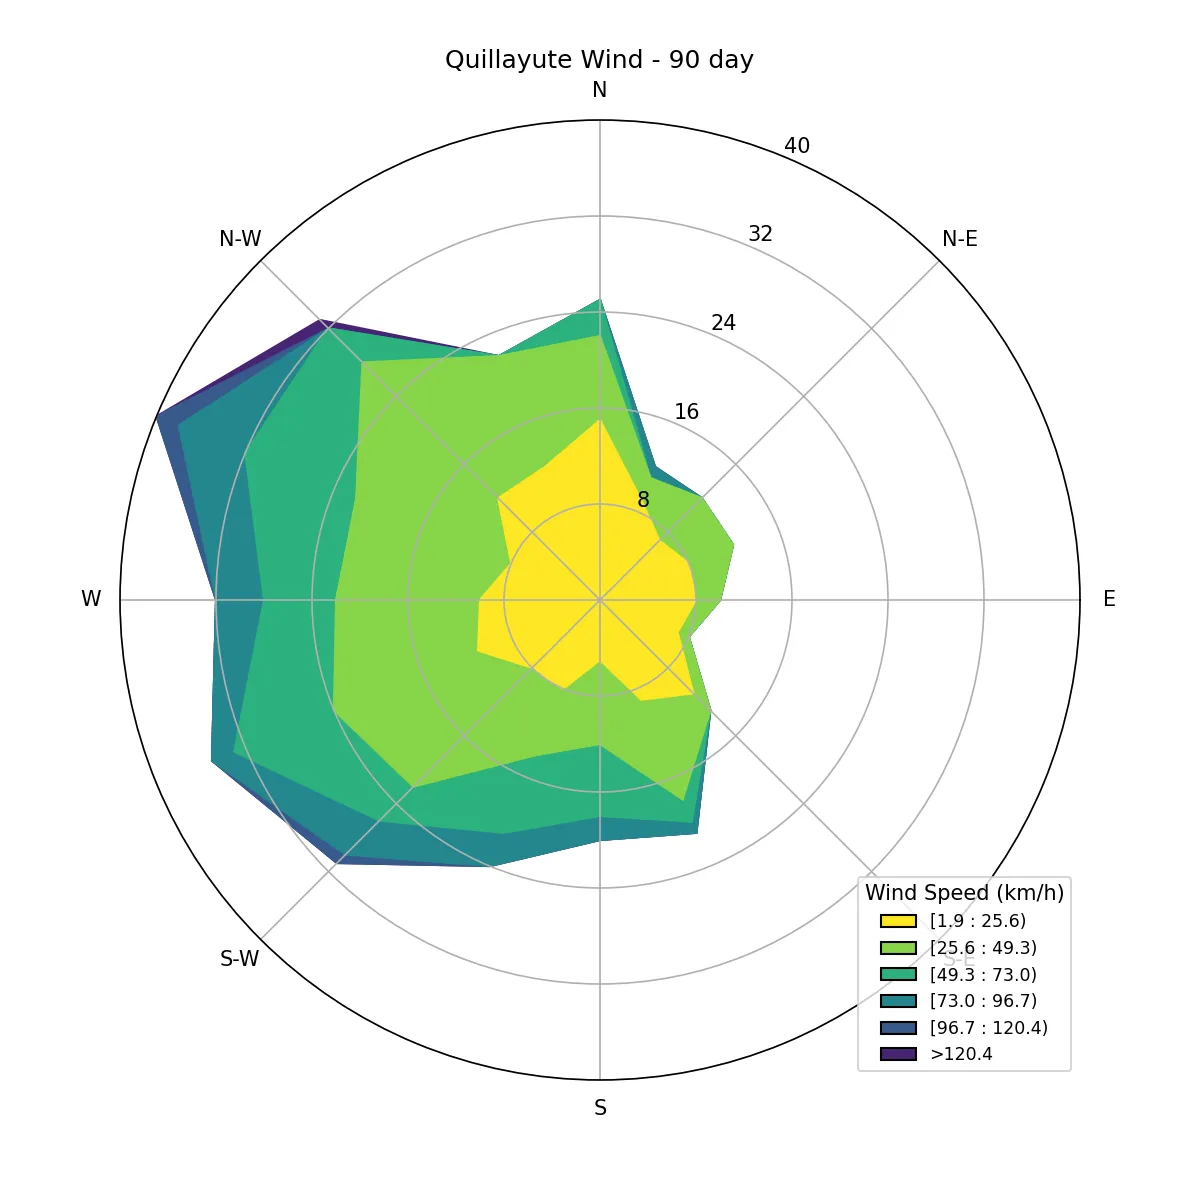 Quillayute Wind - 90 day
N
40
N-W
32
N-E
24
16
8
W
E
S-W
S-E
S
Wind Speed (km/h)
[1.9 : 25.6)
[25.6 : 49.3)
[49.3 : 73.0)
[73.0 : 96.7)
[96.7 : 120.4)
>120.4